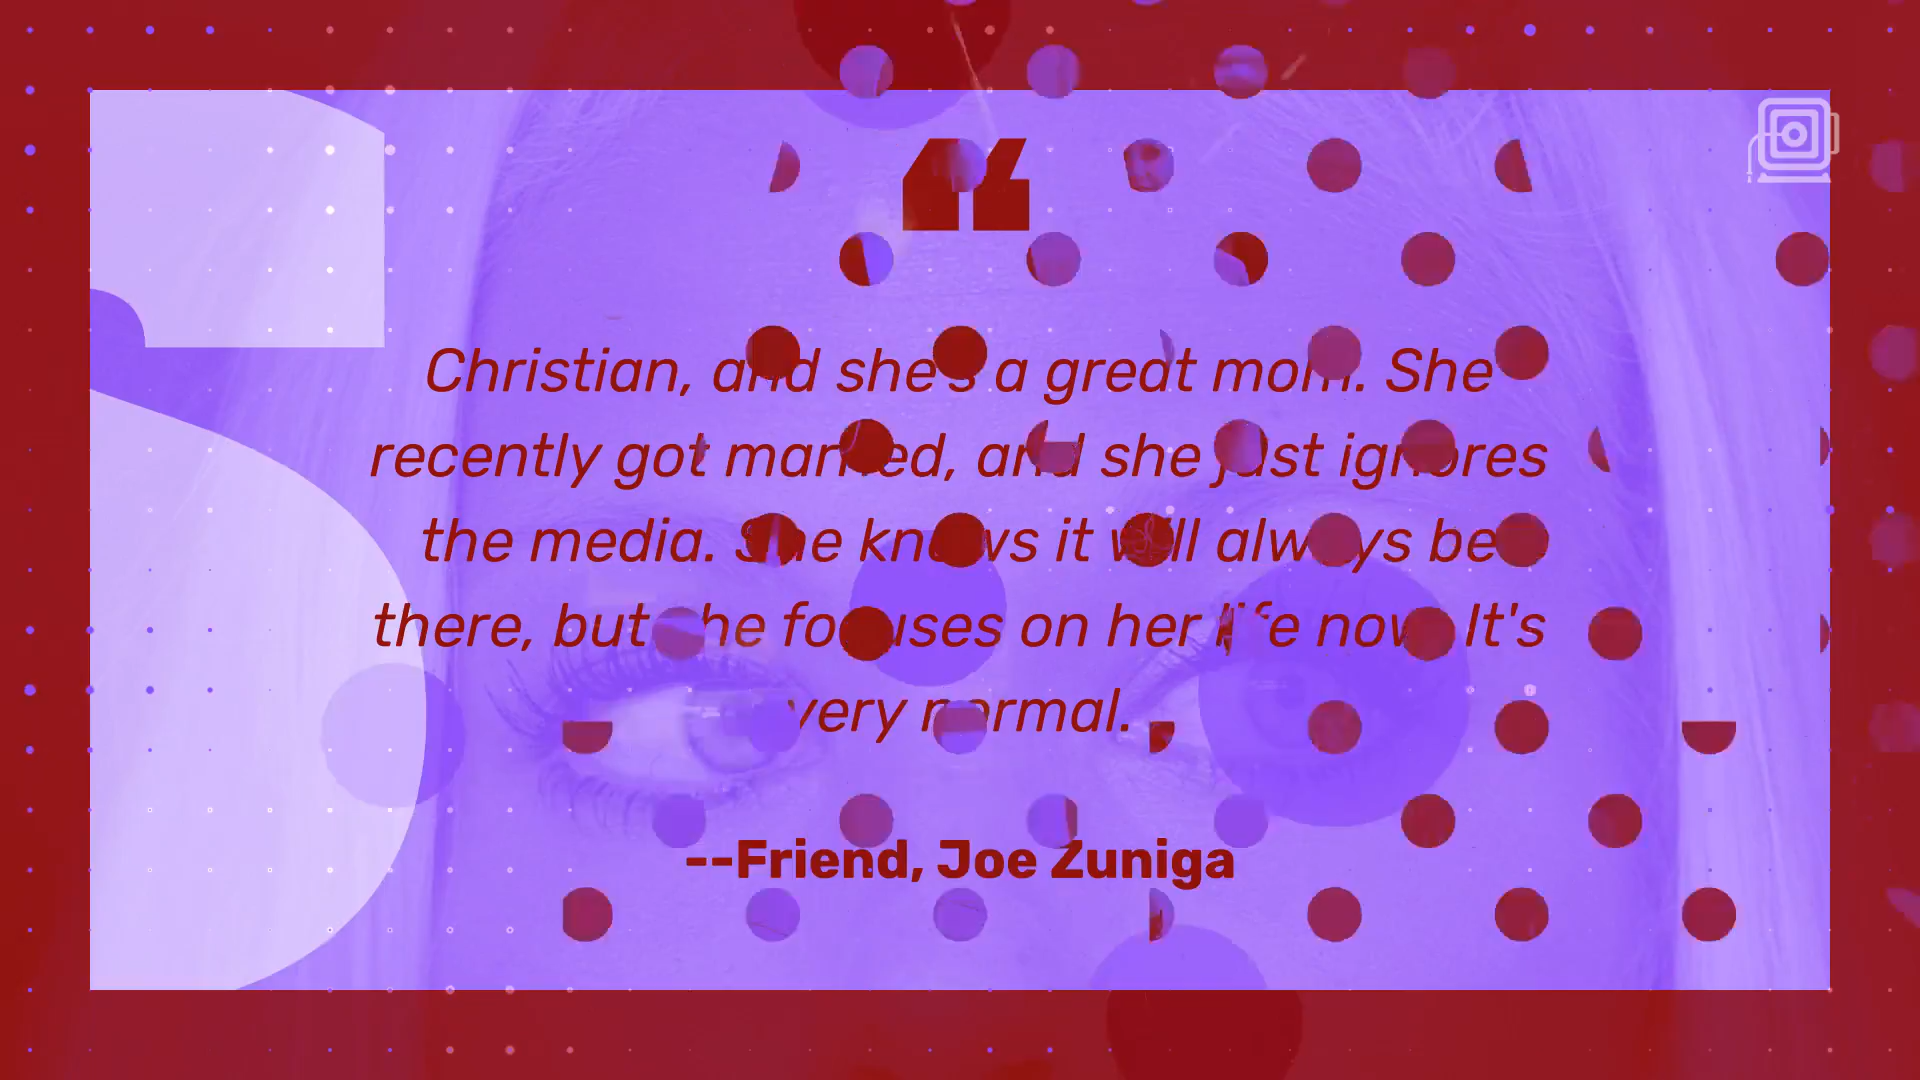 “
Christian, and she's a great mom. She
recently got married, and she just ignores
the media. She knows it will always be
there, but she focuses on her life now. It's
very normal.
--Friend, Joe Zuniga